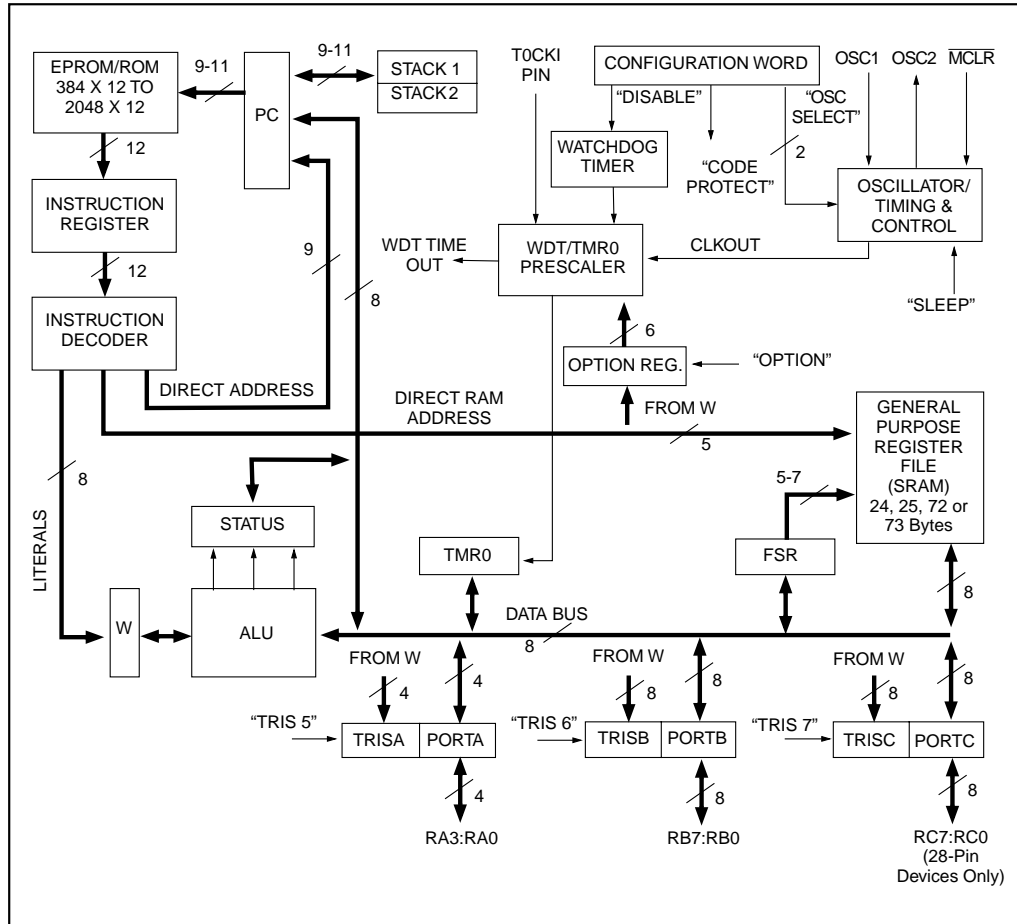 EPROM/ROM
384 X 12 TO
2048 X 12
9-11
PC
9-11
STACK 1
STACK2
T0CKI
PIN
CONFIGURATION WORD
OSC1
OSC2
MCLR
"DISABLE"
"OSC
SELECT"
2
"CODE
PROTECT"
WATCHDOG
TIMER
OSCILLATOR/
TIMING &
CONTROL
12
INSTRUCTION
REGISTER
9
8
WDT TIME
OUT
WDT/TMR0
PRESCALER
CLKOUT
"SLEEP"
12
INSTRUCTION
DECODER
6
OPTION REG.
"OPTION"
DIRECT ADDRESS
DIRECT RAM
ADDRESS
FROM W
5
GENERAL
PURPOSE
REGISTER
FILE
(SRAM)
24, 25, 72 or
73 Bytes
8
LITERALS
5-7
STATUS
TMR0
FSR
8
W
ALU
DATA BUS
8
FROM W
4
4
FROM W
8
8
FROM W
8
8
"TRIS 5"
TRISA
PORTA
"TRIS 6"
TRISB
PORTB
"TRIS 7"
TRISC
PORTC
4
8
8
RA3:RA0
RB7:RB0
RC7:RC0
(28-Pin
Devices Only)